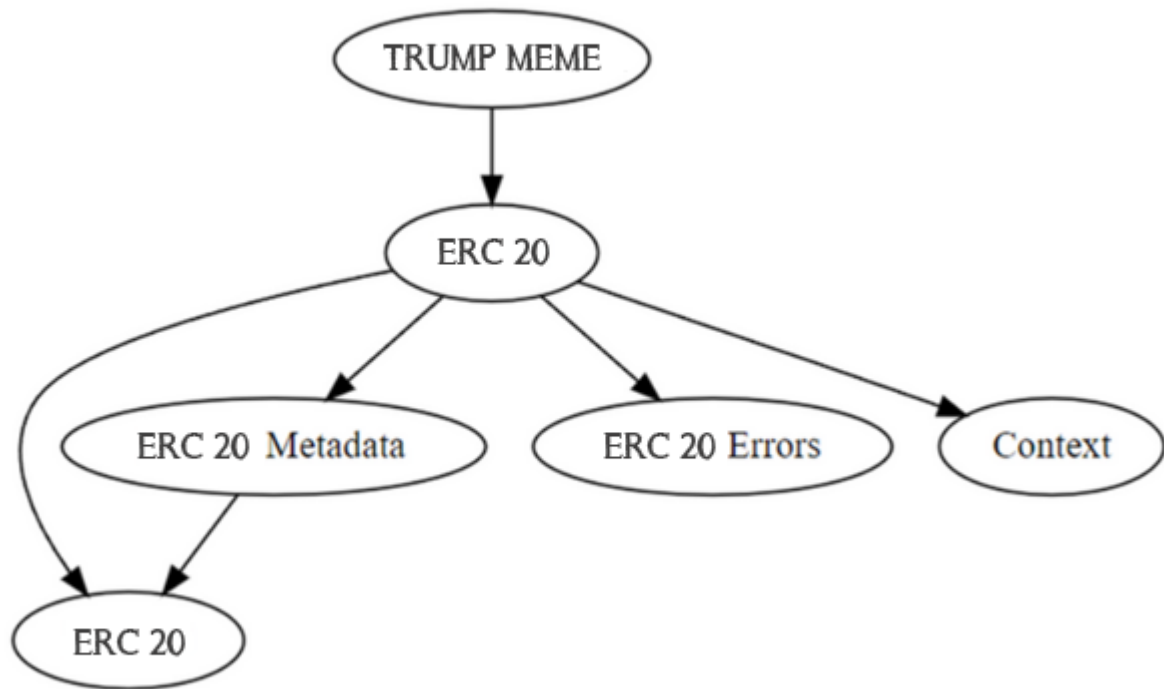 TRUMP MEME
ERC 20
ERC 20 Metadata
ERC 20 Errors
Context
ERC 20